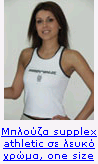 Μπλούζα supplex
athletic σε λευκό
χρώμα, one size